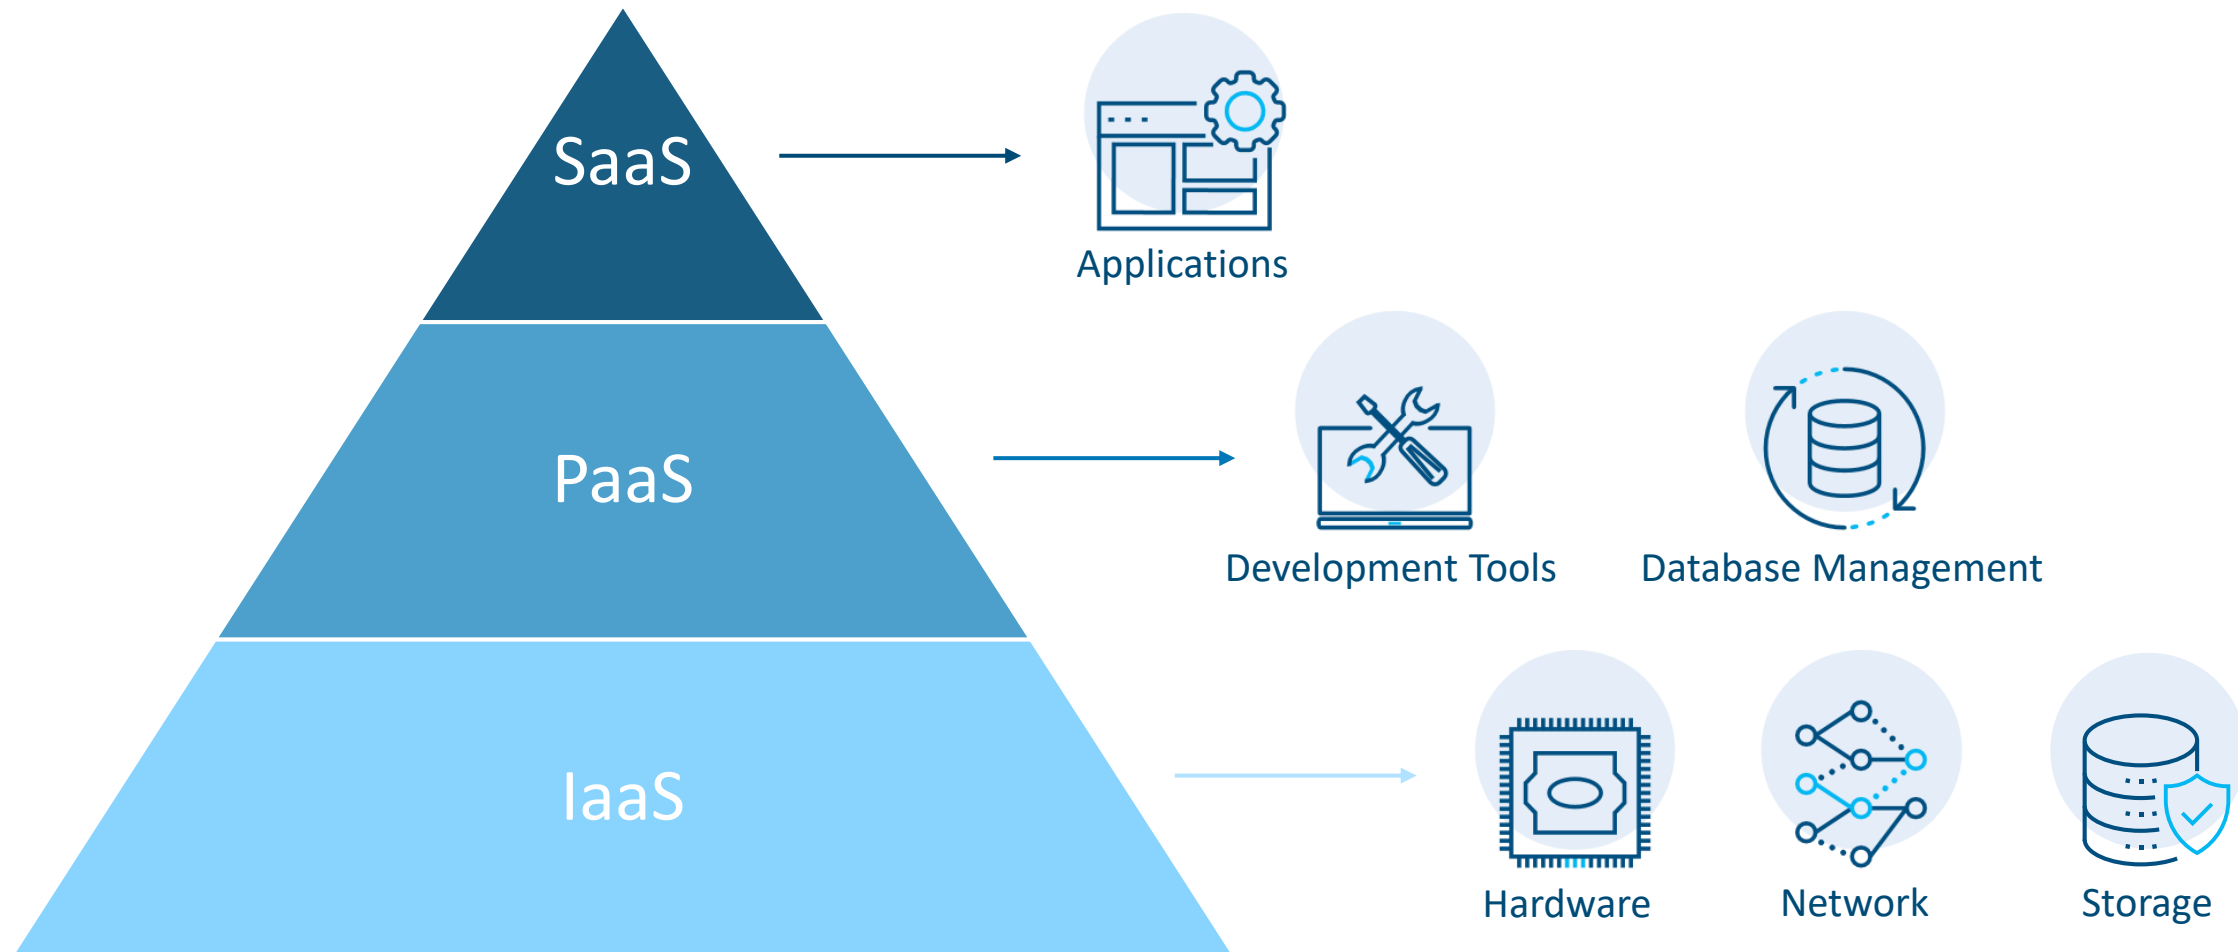 SaaS
Applications
PaaS
Development Tools
Database Management
IaaS
Hardware
Network
Storage